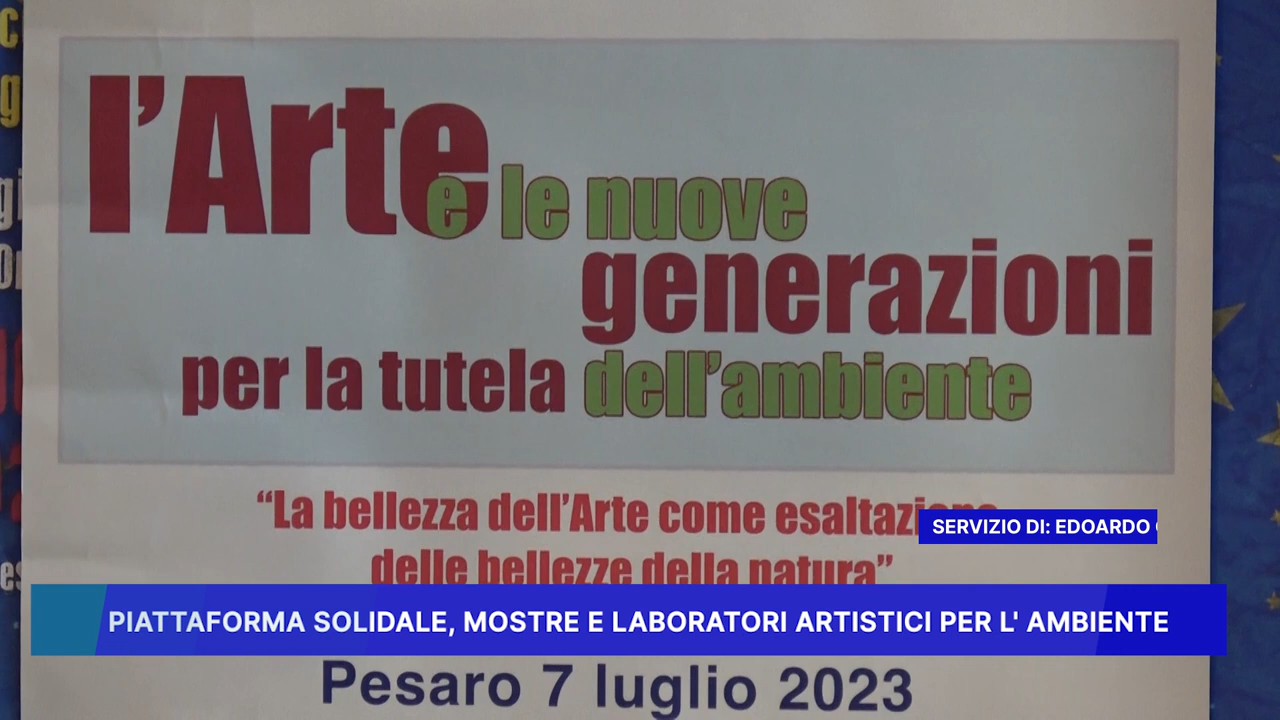 l'Arte
e le nuove
generazioni
per la tutela dell'ambiente
“La bellezza dell'Arte come
delle bellezze della natura”
SERVIZIO DI: EDOARDO
PIATTAFORMA SOLIDALE, MOSTRE E LABORATORI ARTISTICI PER L' AMBIENTE
Pesaro 7 luglio 2023